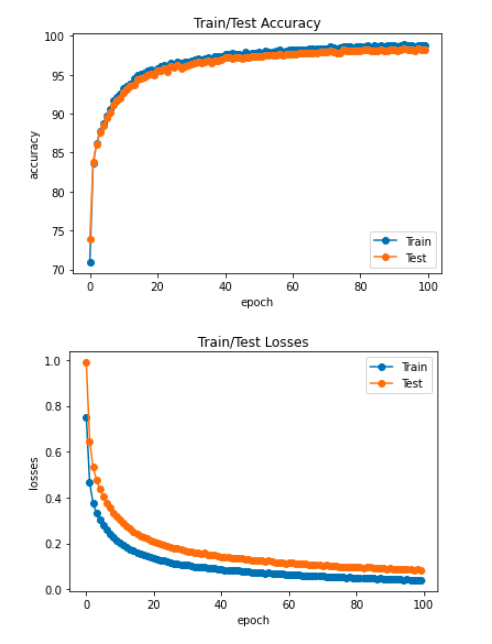 Train/Test Accuracy
100
95
90
85
80
75
70
accuracy
Train
Test
0 20 40 60 80 100
epoch
Train/Test Losses
1.0
0.8
0.6
0.4
0.2
0.0
losses
Train
Test
0 20 40 60 80 100
epoch